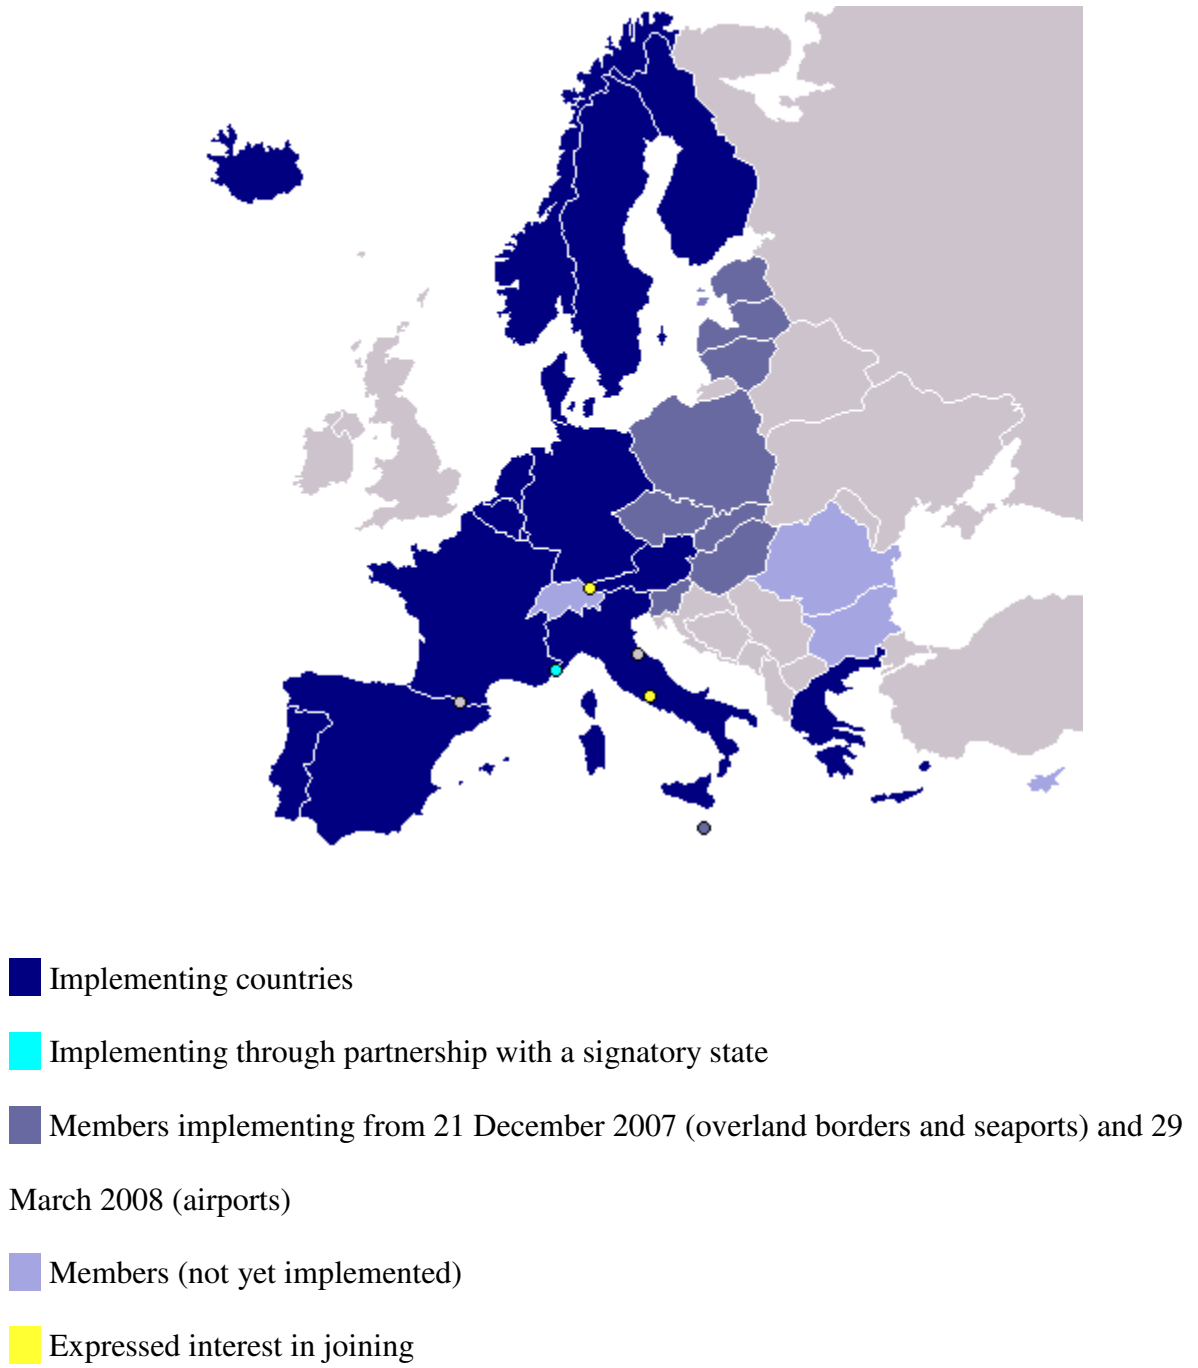 Implementing countries
Implementing through partnership with a signatory state
Members implementing from 21 December 2007 (overland borders and seaports) and 29
March 2008 (airports)
Members (not yet implemented)
Expressed interest in joining